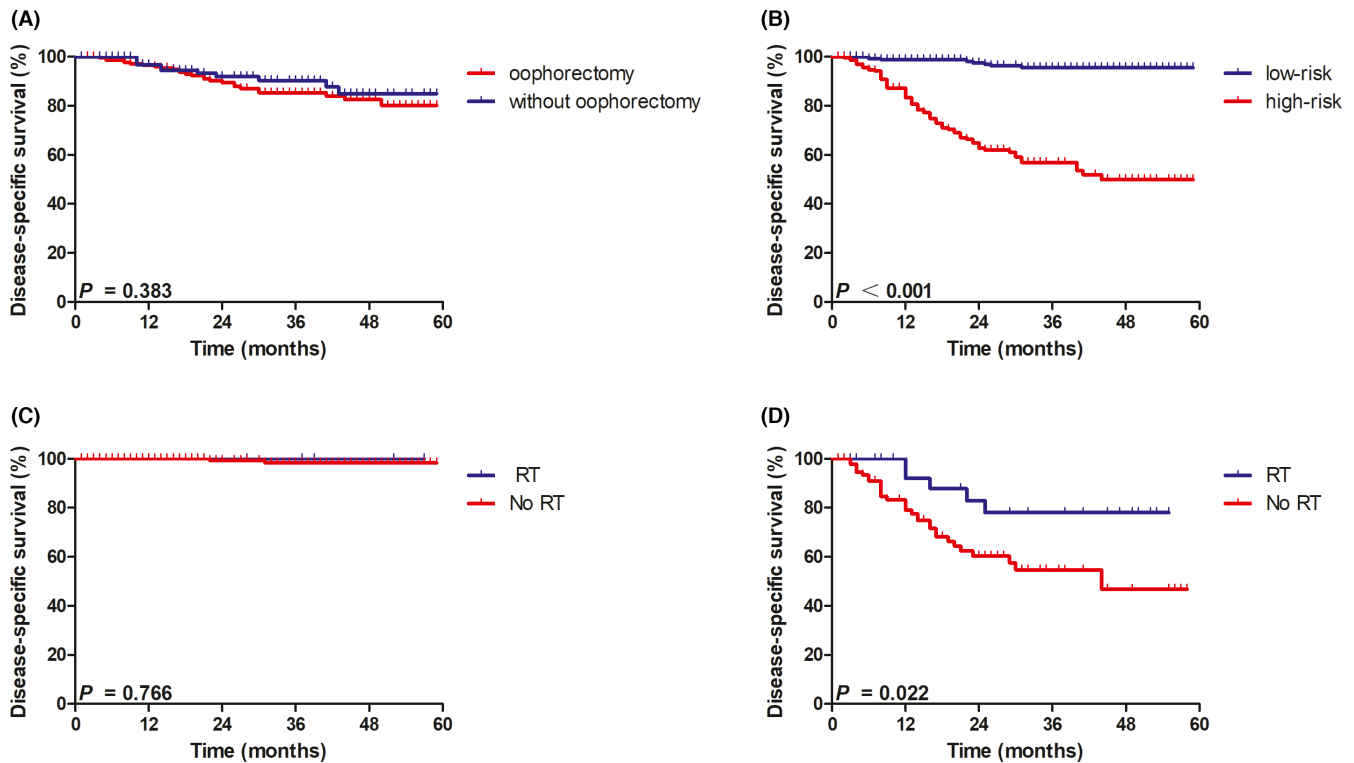 (A)
Disease-specific survival (%)
100
80
60
40
20
0
P = 0.383
0 12 24 36 48 60
Time (months)
oophorectomy
without oophorectomy
(B)
Disease-specific survival (%)
100
80
60
40
20
0
P < 0.001
0 12 24 36 48 60
Time (months)
low-risk
high-risk
(C)
Disease-specific survival (%)
100
80
60
40
20
0
P = 0.766
0 12 24 36 48 60
Time (months)
RT
No RT
(D)
Disease-specific survival (%)
100
80
60
40
20
0
P = 0.022
0 12 24 36 48 60
Time (months)
RT
No RT